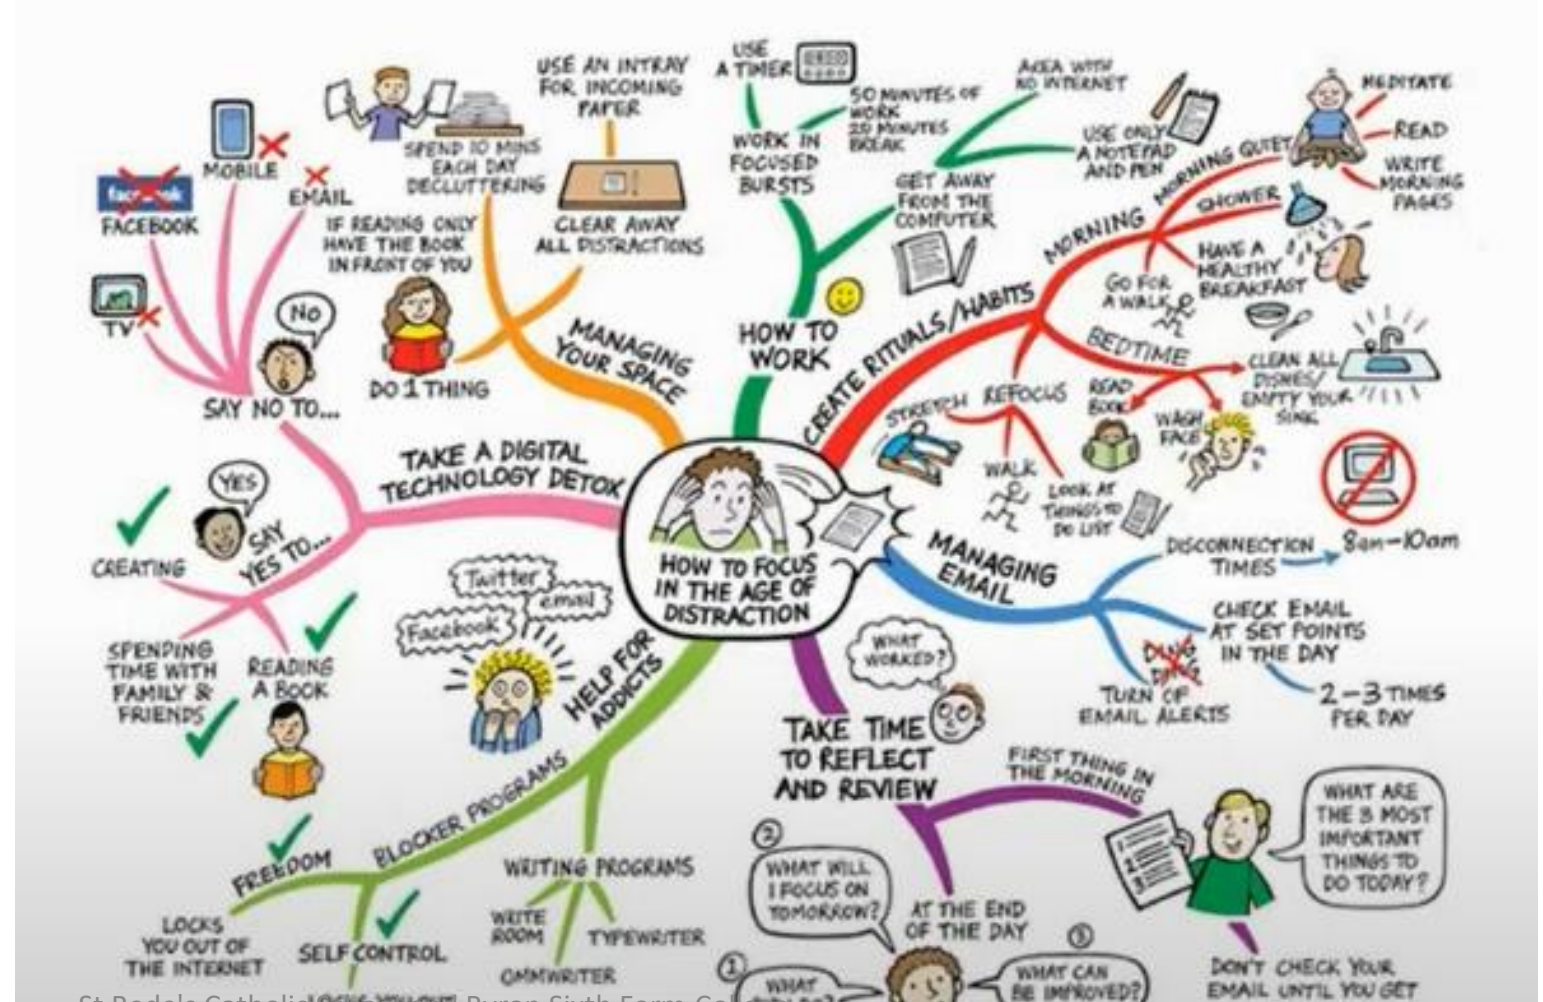 HOW TO FOCUS
IN THE AGE OF
DISTRACTION
HOW TO
WORK
WORK IN
FOCUSED
BURSTS
USE
A TIMER
50 MINUTES OF
WORK
BREAK
GET AWAY
FROM THE
COMPUTER
AREA WITH
NO INTERNET
USE ONLY
A NOTEPAD
AND PEN
CREATE RITUALS/HABITS
MORNING
MORNING QUIET
MEDITATE
READ
WRITE
MORNING
PAGES
SHOWER
HAVE A
HEALTHY
BREAKFAST
GO FOR
A WALK
BEDTIME
CLEAN ALL
DISHES/
EMPTY YOUR
SINK
READ
BOOK
WASH
FACE
REFOCUS
STRETCH
WALK
LOOK AT
THINGS TO
DO LIST
MANAGING
EMAIL
DISCONNECTION
TIMES
8am-10am
CHECK EMAIL
AT SET POINTS
IN THE DAY
2-3 TIMES
PER DAY
DING
DING
TURN OF
EMAIL ALERTS
TAKE TIME
TO REFLECT
AND REVIEW
WHAT
WORKED?
FIRST THING IN
THE MORNING
1
2
3
WHAT ARE
THE 3 MOST
IMPORTANT
THINGS TO
DO TODAY?
DON'T CHECK YOUR
EMAIL UNTIL YOU GET
AT THE END
OF THE DAY
1
WHAT
2
WHAT WILL
I FOCUS ON
TOMORROW?
3
WHAT CAN
BE IMPROVED?
HELP FOR
ADDICTS
Twitter
email
Facebook
BLOCKER PROGRAMS
FREEDOM
LOCKS
YOU OUT OF
THE INTERNET
SELF CONTROL
WRITING PROGRAMS
WRITE
ROOM
OMMWRITER
TYPEWRITER
TAKE A DIGITAL
TECHNOLOGY DETOX
SAY NO TO...
NO
TV
facebook
FACEBOOK
MOBILE
EMAIL
SAY
YES TO...
YES
CREATING
SPENDING
TIME WITH
FAMILY &
FRIENDS
READING
A BOOK
MANAGING
YOUR SPACE
SPEND 10 MINS
EACH DAY
DECLUTTERING
USE AN INTRAY
FOR INCOMING
PAPER
CLEAR AWAY
ALL DISTRACTIONS
IF READING ONLY
HAVE THE BOOK
IN FRONT OF YOU
DO 1 THING